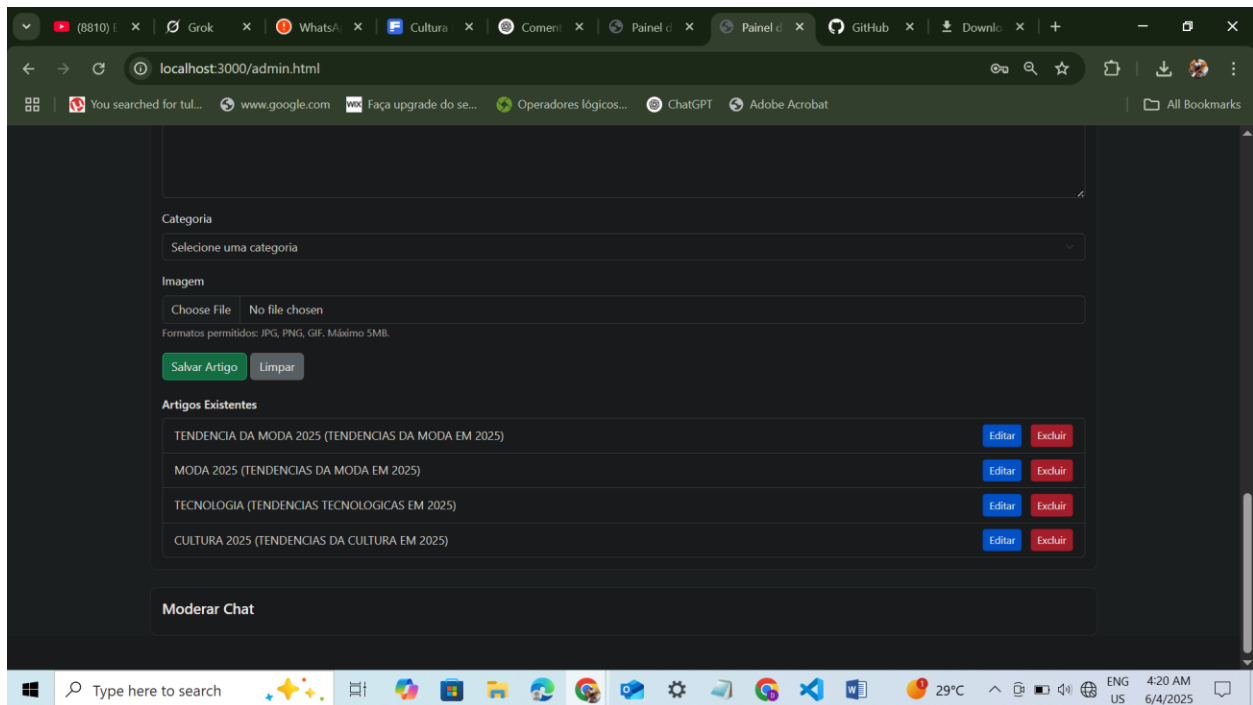 (8810) E
Grok
WhatsA
Cultura
Coment
Painel d
Painel d
GitHub
Downlo
localhost:3000/admin.html
You searched for tul...
www.google.com
WIX Faça upgrade do se...
Operadores lógicos...
ChatGPT
Adobe Acrobat
All Bookmarks
Categoria
Selecione uma categoria
Imagem
Choose File No file chosen
Formatos permitidos: JPG, PNG, GIF. Máximo 5MB.
Salvar Artigo Limpar
Artigos Existentes
TENDENCIA DA MODA 2025 (TENDENCIAS DA MODA EM 2025) Editar Excluir
MODA 2025 (TENDENCIAS DA MODA EM 2025) Editar Excluir
TECNOLOGIA (TENDENCIAS TECNOLOGICAS EM 2025) Editar Excluir
CULTURA 2025 (TENDENCIAS DA CULTURA EM 2025) Editar Excluir
Moderar Chat
Type here to search
29°C
ENG
US
4:20 AM
6/4/2025